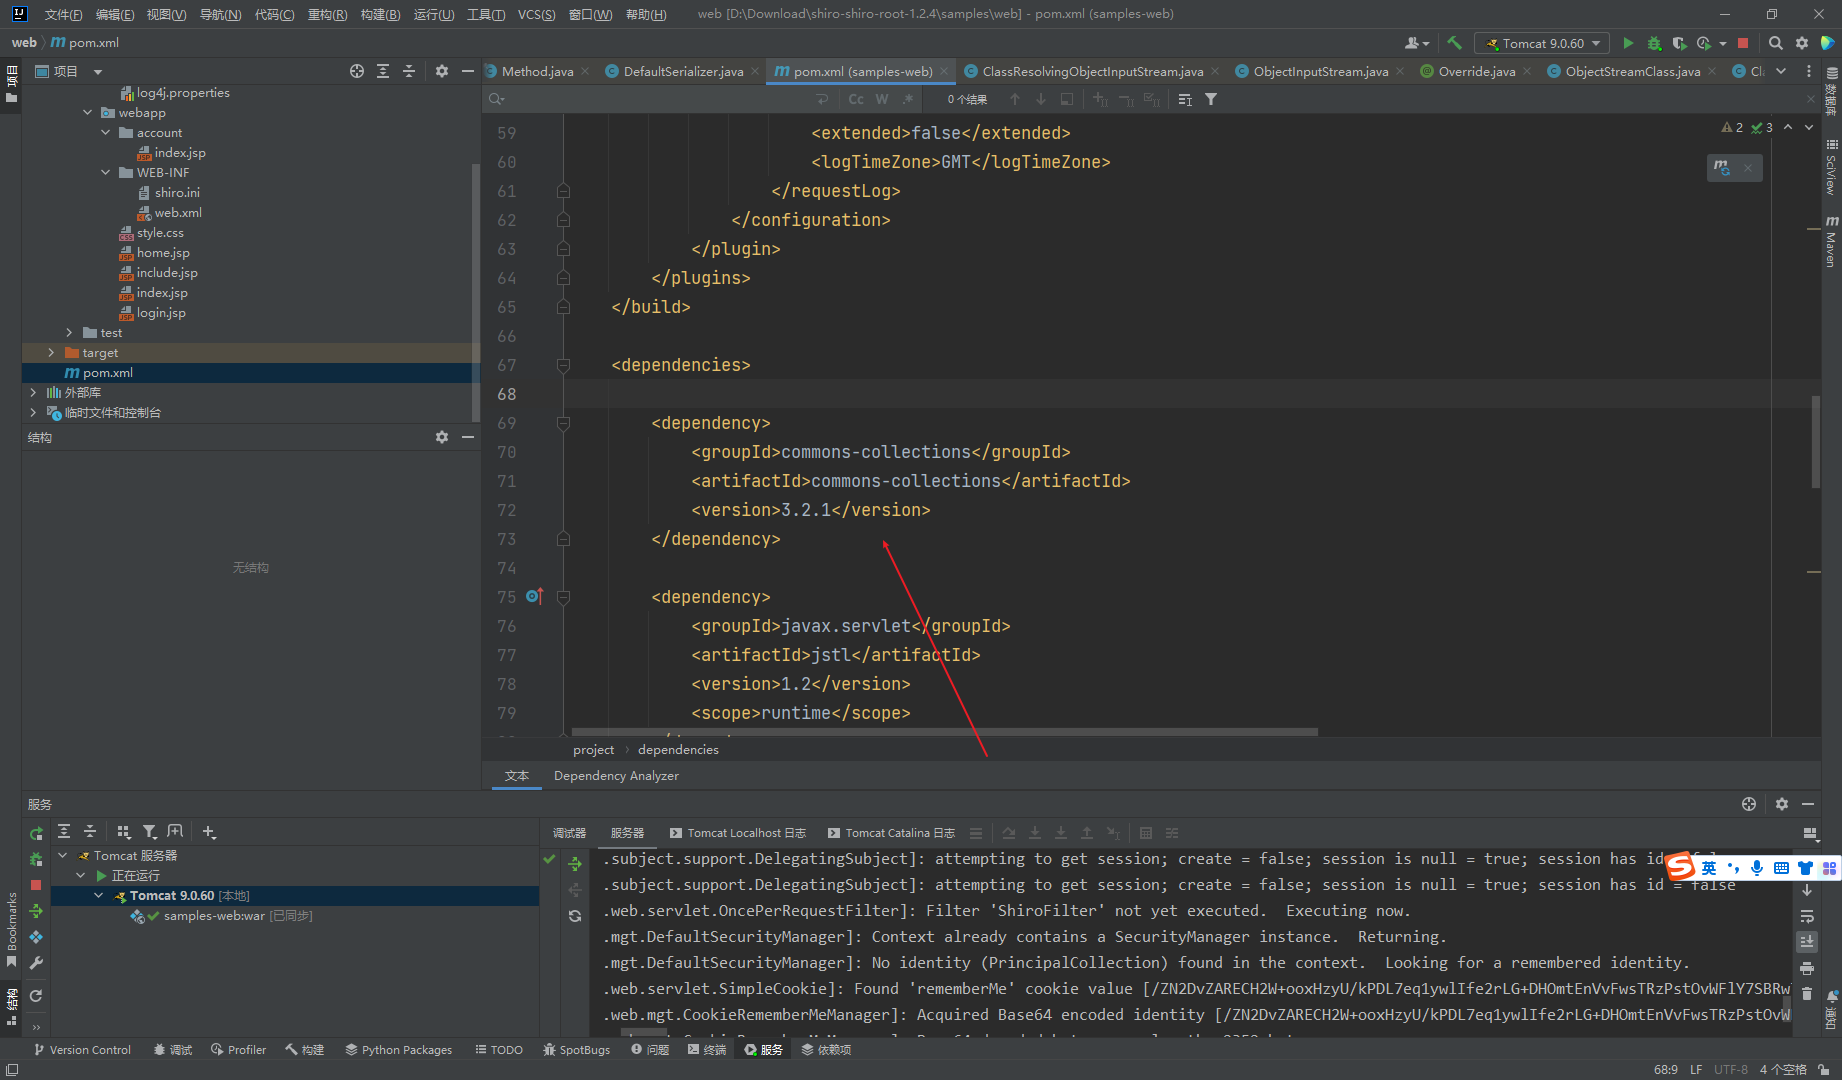 文件(F) 编辑(E) 视图(V) 导航(N) 代码(C) 重构(R) 构建(B) 运行(U) 工具(T) VCS(S) 窗口(W) 帮助(H) web [D:\Download\shiro-shiro-root-1.2.4\samples\web] - pom.xml (samples-web)
web pom.xml
Tomcat 9.0.60
项目
Method.java DefaultSerializer.java pom.xml (samples-web) ClassResolvingObjectInputStream.java ObjectInputStream.java Override.java ObjectStreamClass.java Cl
Cc W .* 0 个结果
log4j.properties
webapp
account
index.jsp
WEB-INF
shiro.ini
web.xml
style.css
home.jsp
include.jsp
index.jsp
login.jsp
test
target
pom.xml
外部库
临时文件和控制台
结构
无结构
2 3
59 <extended>false</extended>
60 <logTimeZone>GMT</logTimeZone>
61 </requestLog>
62 </configuration>
63 </plugin>
64 </plugins>
65 </build>
66
67 <dependencies>
68
69 <dependency>
70 <groupId>commons-collections</groupId>
71 <artifactId>commons-collections</artifactId>
72 <version>3.2.1</version>
73 </dependency>
74
75 <dependency>
76 <groupId>javax.servlet</groupId>
77 <artifactId>jstl</artifactId>
78 <version>1.2</version>
79 <scope>runtime</scope>
project dependencies
文本 Dependency Analyzer
项目
数据库
SciView
Maven
服务
Tomcat 服务器
正在运行
Tomcat 9.0.60 [本地]
samples-web:war [已同步]
调试器 服务器 Tomcat Localhost 日志 Tomcat Catalina 日志
.subject.support.DelegatingSubject]: attempting to get session; create = false; session is null = true; session has id = false
.subject.support.DelegatingSubject]: attempting to get session; create = false; session is null = true; session has id = false
.web.servlet.OncePerRequestFilter]: Filter 'ShiroFilter' not yet executed.  Executing now.
.mgt.DefaultSecurityManager]: Context already contains a SecurityManager instance.  Returning.
.mgt.DefaultSecurityManager]: No identity (PrincipalCollection) found in the context.  Looking for a remembered identity.
.web.servlet.SimpleCookie]: Found 'rememberMe' cookie value [/ZN2DvZARECH2W+ooxHzyU/kPDL7eq1ywlIfe2rLG+DHOmtEnVvFwsTRzPstOvWFlY7SBRw
.web.mgt.CookieRememberMeManager]: Acquired Base64 encoded identity [/ZN2DvZARECH2W+ooxHzyU/kPDL7eq1ywlIfe2rLG+DHOmtEnVvFwsTRzPstOvW
英
Bookmarks
结构
通知
Version Control 调试 Profiler 构建 Python Packages TODO SpotBugs 问题 终端 服务 依赖项
68:9 LF UTF-8 4 个空格